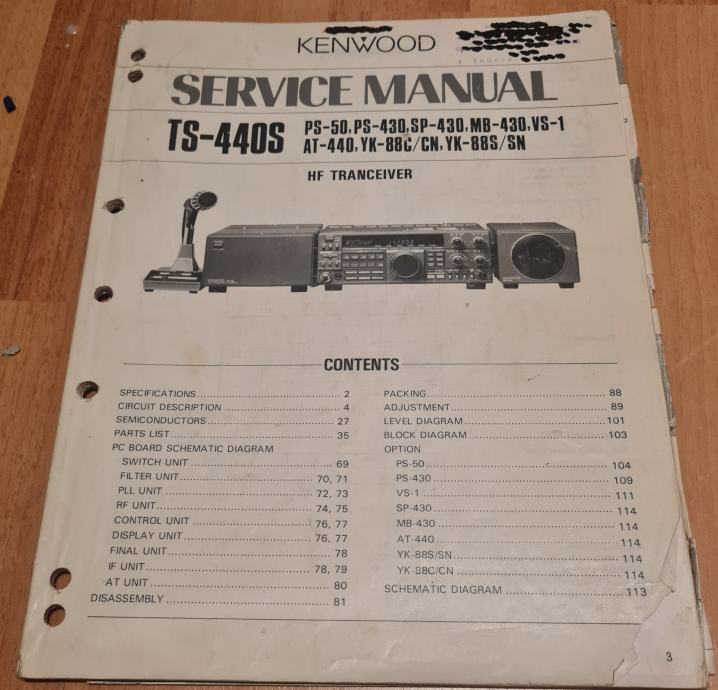 KENWOOD
SERVICE MANUAL
TS-440S
PS-50, PS-430, SP-430, MB-430, VS-1
AT-440, YK-88C/CN, YK-88S/SN
HF TRANCEIVER
CONTENTS
SPECIFICATIONS 2
CIRCUIT DESCRIPTION 4
SEMICONDUCTORS 27
PARTS LIST 35
PC BOARD SCHEMATIC DIAGRAM
SWITCH UNIT 69
FILTER UNIT 70, 71
PLL UNIT 72, 73
RF UNIT 74, 75
CONTROL UNIT 76, 77
DISPLAY UNIT 76, 77
FINAL UNIT 78
IF UNIT 78, 79
AT UNIT 80
DISASSEMBLY 81
PACKING 88
ADJUSTMENT 89
LEVEL DIAGRAM 101
BLOCK DIAGRAM 103
OPTION
PS-50 104
PS-430 109
VS-1 111
SP-430 114
MB-430 114
AT-440 114
YK-88S/SN 114
YK-88C/CN 114
SCHEMATIC DIAGRAM 113
3